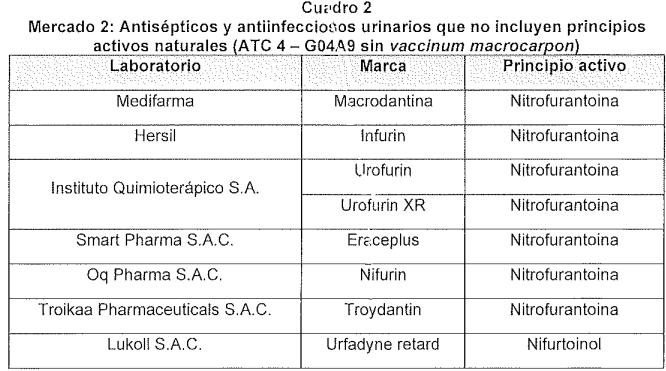 Cuadro 2
Mercado 2: Antisépticos y antiinfecciosos urinarios que no incluyen principios
activos naturales (ATC 4 – G04A9 sin vaccinum macrocarpon)
Laboratorio Marca Principio activo
Medifarma Macrodantina Nitrofurantoina
Hersil Infurin Nitrofurantoina
Instituto Quimioterápico S.A. Urofurin Nitrofurantoina
Urofurin XR Nitrofurantoina
Smart Pharma S.A.C. Eraceplus Nitrofurantoina
Oq Pharma S.A.C. Nifurin Nitrofurantoina
Troikaa Pharmaceuticals S.A.C. Troydantin Nitrofurantoina
Lukoll S.A.C. Urfadyne retard Nifurtoinol